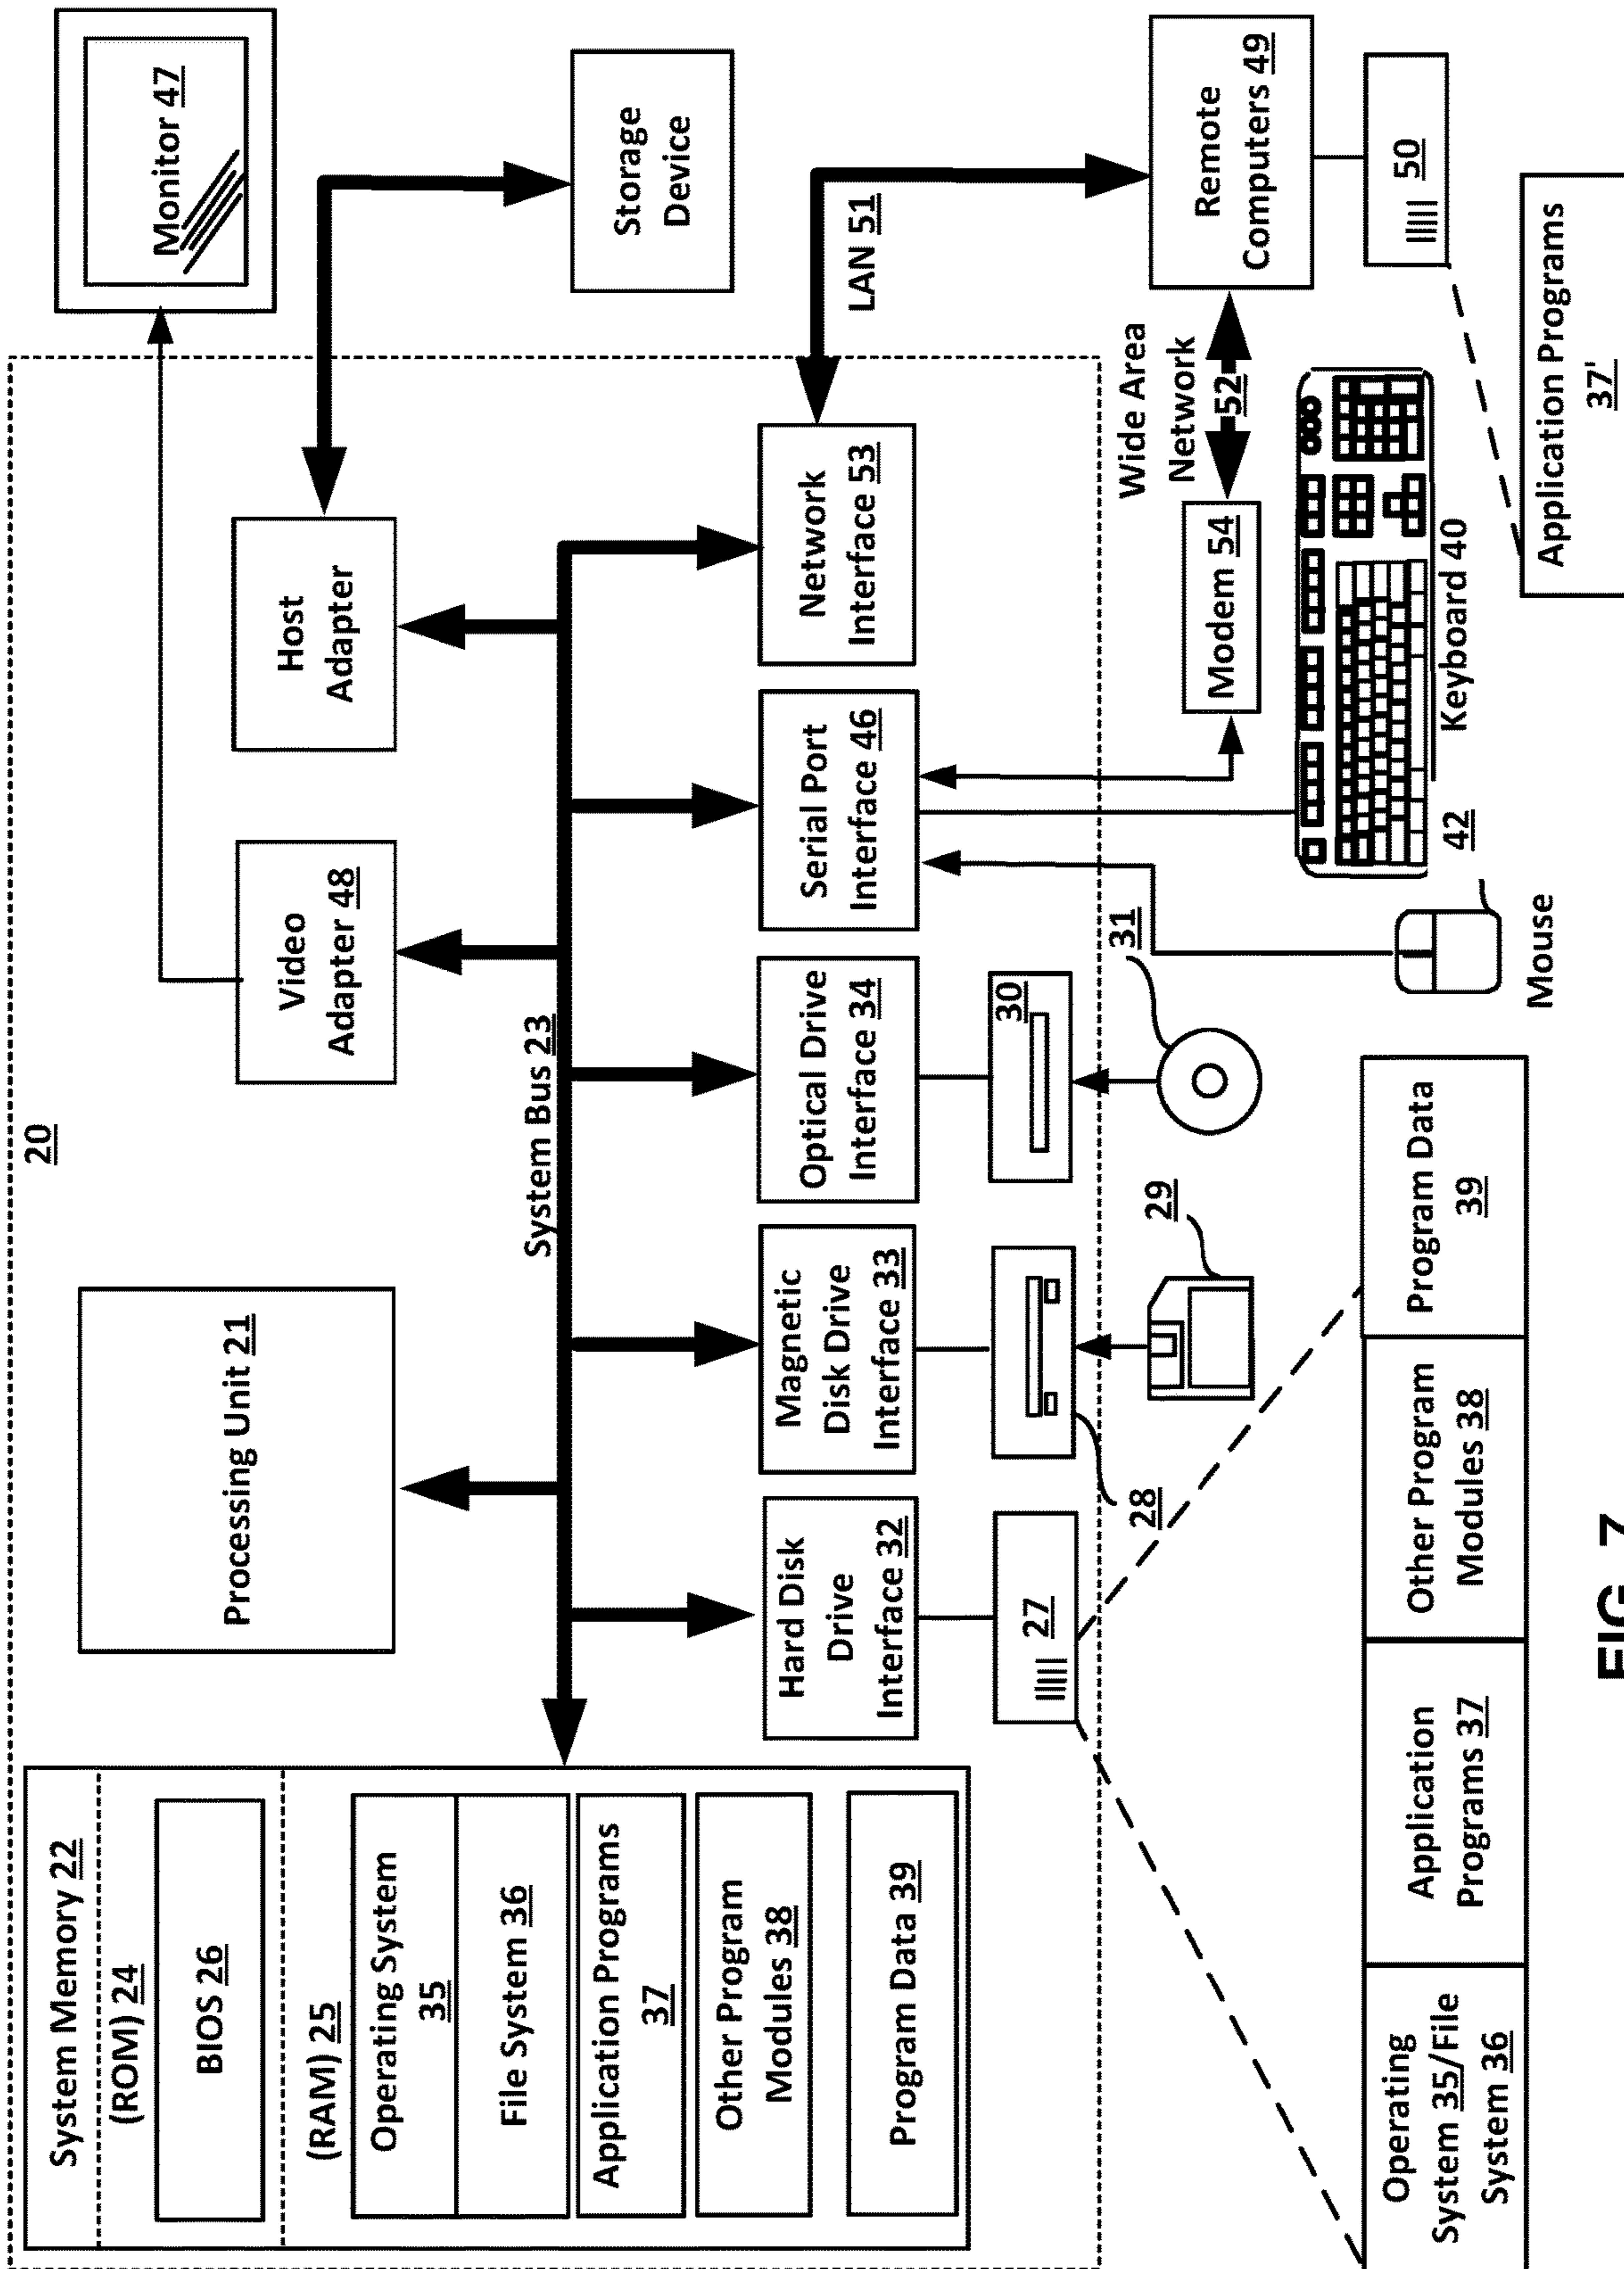 20
System Memory 22
(ROM) 24
BIOS 26
(RAM) 25
Operating System
35
File System 36
Application Programs
37
Other Program
Modules 38
Program Data 39
Processing Unit 21
Video
Adapter 48
Host
Adapter
Monitor 47
Storage
Device
System Bus 23
Hard Disk
Drive
Interface 32
Magnetic
Disk Drive
Interface 33
Optical Drive
Interface 34
Serial Port
Interface 46
Network
Interface 53
LAN 51
27
28
29
30
31
Wide Area
Network
52
Modem 54
Remote
Computers 49
50
Keyboard 40
42
Mouse
Operating
System 35/File
System 36
Application
Programs 37
Other Program
Modules 38
Program Data
39
Application Programs
37'
FIG. 7